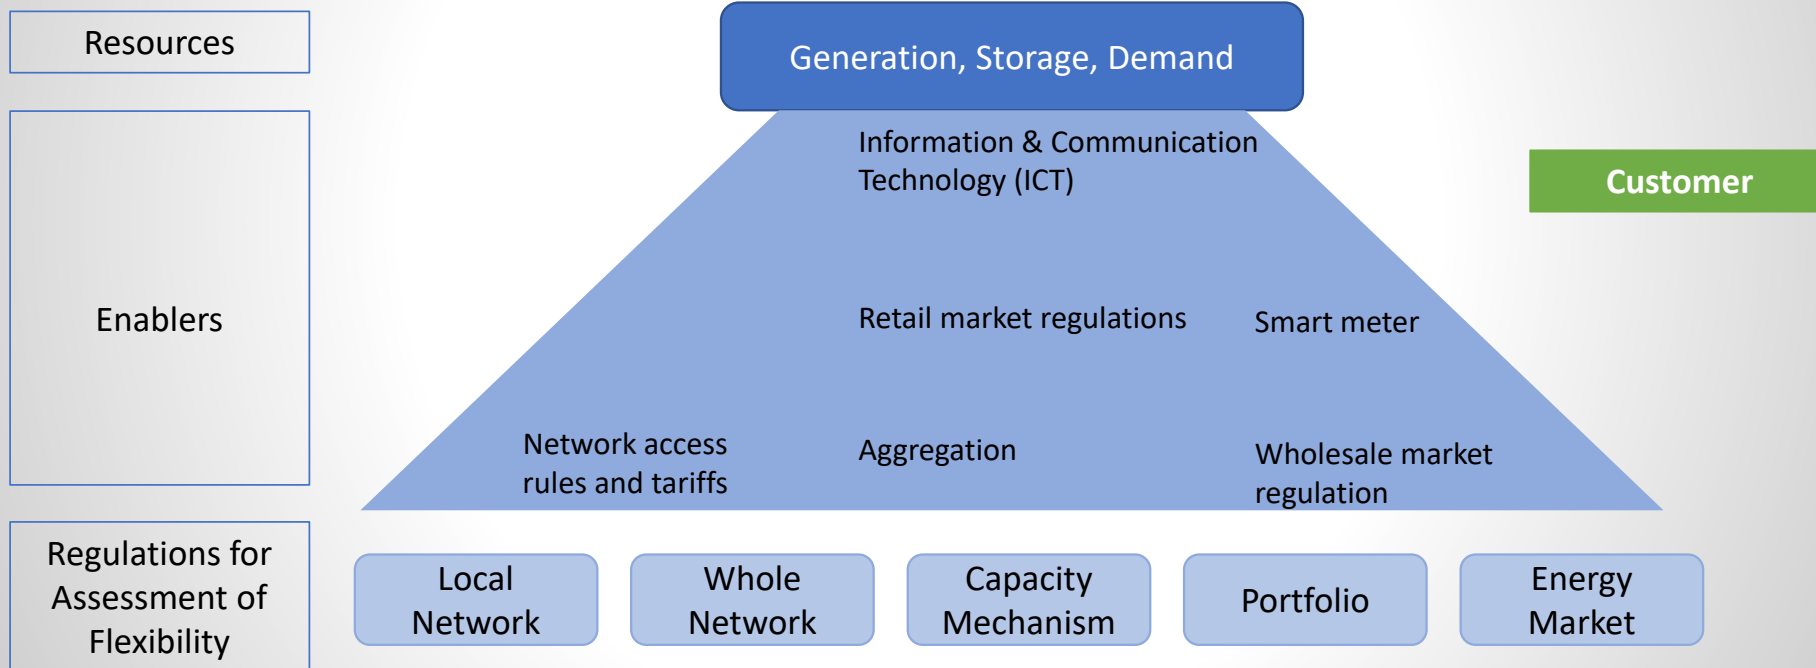 Resources
Generation, Storage, Demand
Information & Communication
Technology (ICT)
Customer
Enablers
Retail market regulations
Smart meter
Network access
rules and tariffs
Aggregation
Wholesale market
regulation
Regulations for
Assessment of
Flexibility
Local
Network
Whole
Network
Capacity
Mechanism
Portfolio
Energy
Market